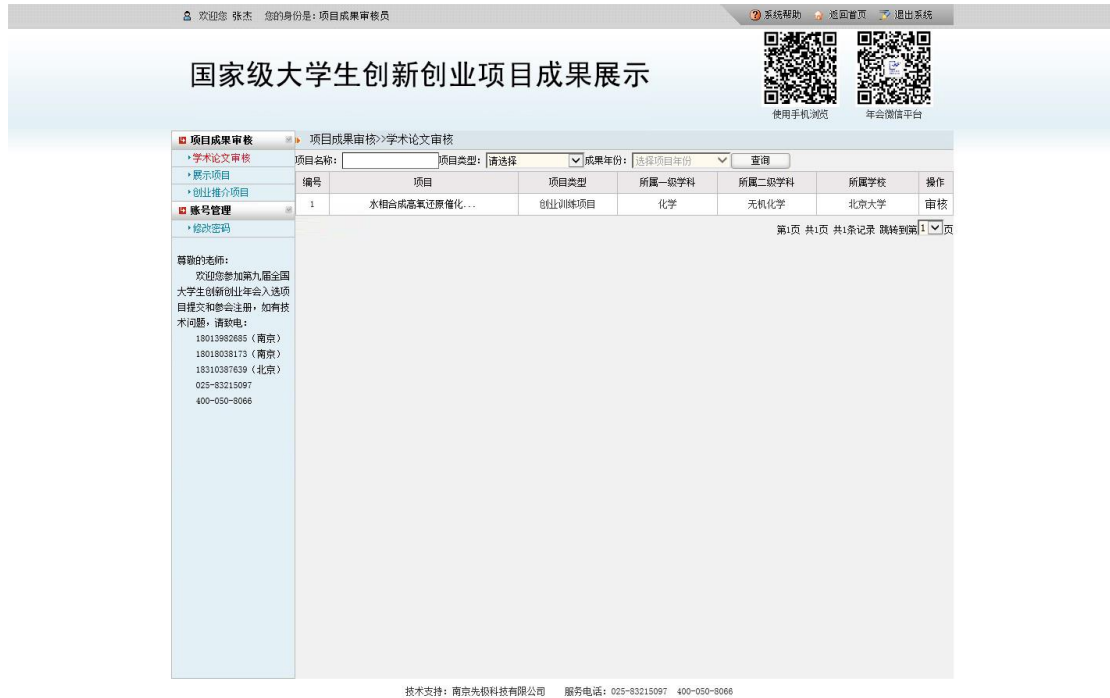 欢迎您 张杰 您的身份是：项目成果审核员
系统帮助 返回首页 退出系统
国家级大学生创新创业项目成果展示
使用手机浏览 年会微信平台
项目成果审核
学术论文审核
展示项目
创业推介项目
账号管理
修改密码
尊敬的老师：
欢迎您参加第九届全国
大学生创新创业年会入选项
目提交和参会注册，如有技
术问题，请致电：
18013982685（南京）
18018038173（南京）
18310387639（北京）
025-83215097
400-050-8066
项目成果审核>>学术论文审核
项目名称： 项目类型： 请选择 成果年份： 选择项目年份 查询
编号 项目 项目类型 所属一级学科 所属二级学科 所属学校 操作
1 水相合成高氧还原催化... 创业训练项目 化学 无机化学 北京大学 审核
第1页 共1页 共1条记录 跳转到第 1 页
技术支持：南京先极科技有限公司 服务电话：025-83215097 400-050-8066